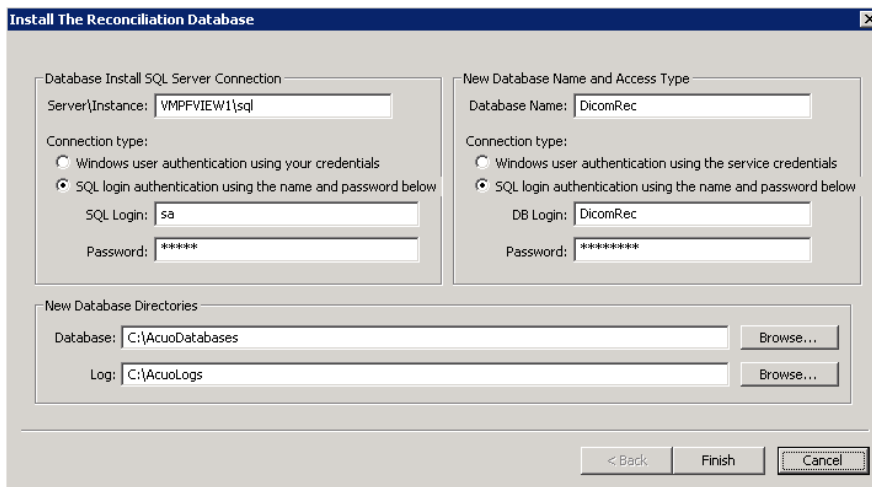 Install The Reconciliation Database
Database Install SQL Server Connection
Server\Instance: VMPFVIEW1\sql
Connection type:
Windows user authentication using your credentials
SQL login authentication using the name and password below
SQL Login: sa
Password: *****
New Database Name and Access Type
Database Name: DicomRec
Connection type:
Windows user authentication using the service credentials
SQL login authentication using the name and password below
DB Login: DicomRec
Password: ********
New Database Directories
Database: C:\AcuoDatabases Browse...
Log: C:\AcuoLogs Browse...
< Back Finish Cancel